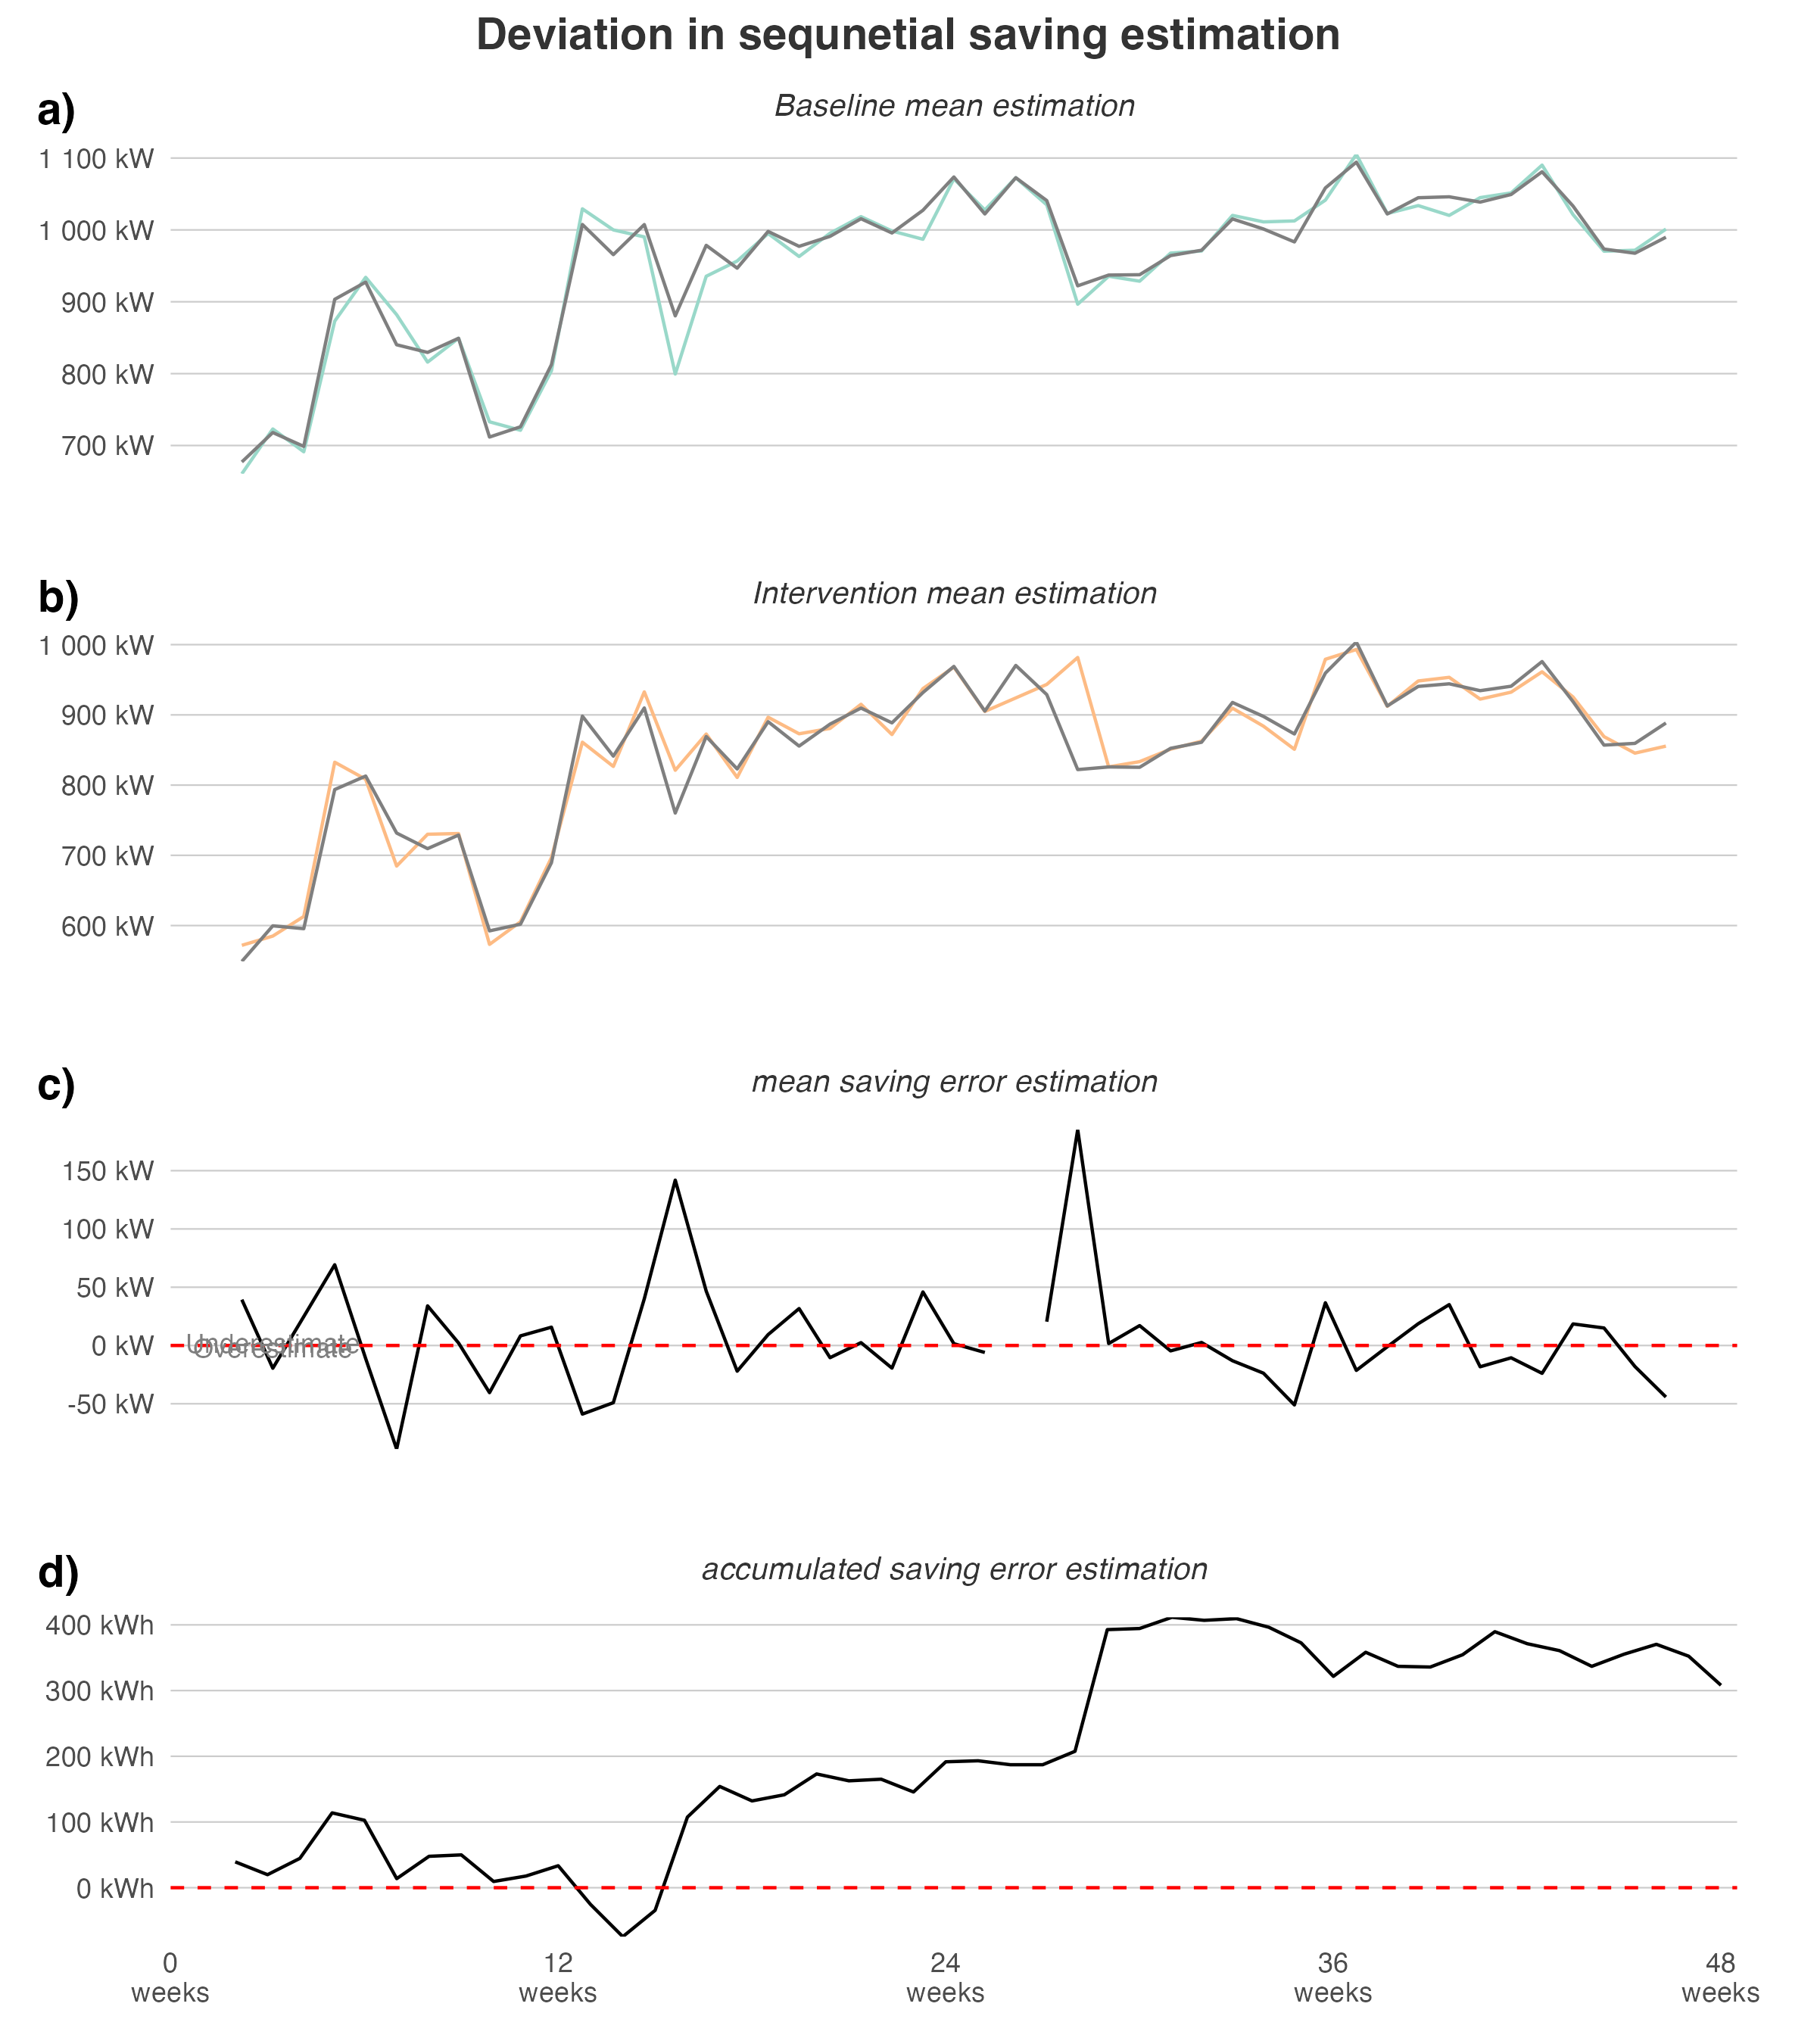 Deviation in sequnetial saving estimation
a)
Baseline mean estimation
1 100 kW
1 000 kW
900 kW
800 kW
700 kW
b)
Intervention mean estimation
1 000 kW
900 kW
800 kW
700 kW
600 kW
c)
mean saving error estimation
150 kW
100 kW
50 kW
0 kW
-50 kW
Underestimate
Overestimate
d)
accumulated saving error estimation
400 kWh
300 kWh
200 kWh
100 kWh
0 kWh
0 12 24 36 48
weeks weeks weeks weeks weeks